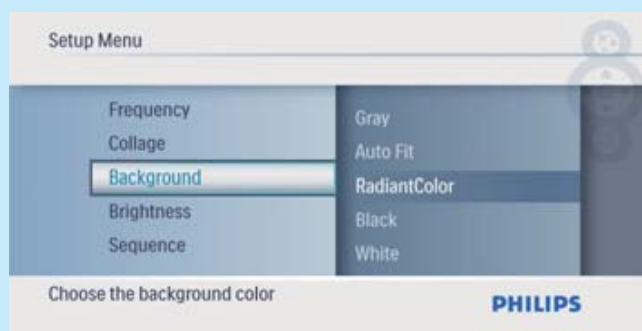 Setup Menu
Frequency
Collage
Background
Brightness
Sequence
Gray
Auto Fit
RadiantColor
Black
White
Choose the background color
PHILIPS